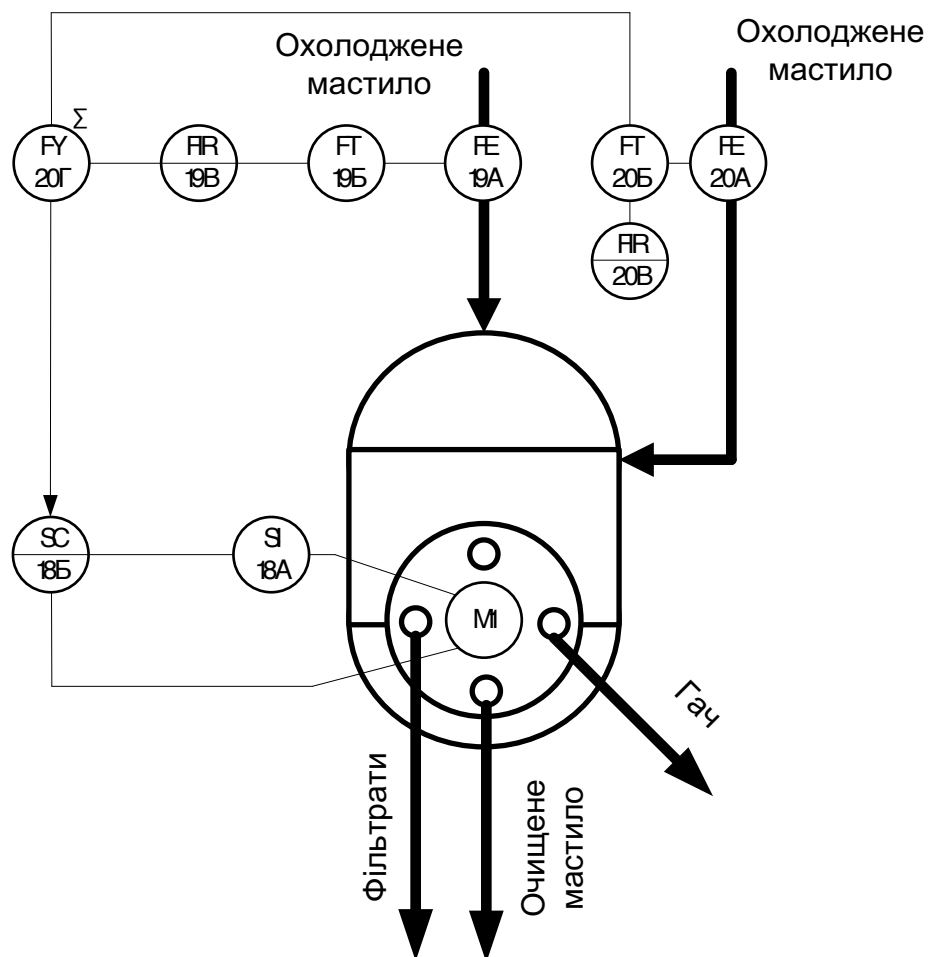 Охолоджене
мастило
Охолоджене
мастило
Σ
FY
20Г
FIR
19В
FT
19Б
FE
19А
FT
20Б
FE
20А
FIR
20В
SC
18Б
SI
18А
M1
Гач
Фільтрати
Очищене
мастило